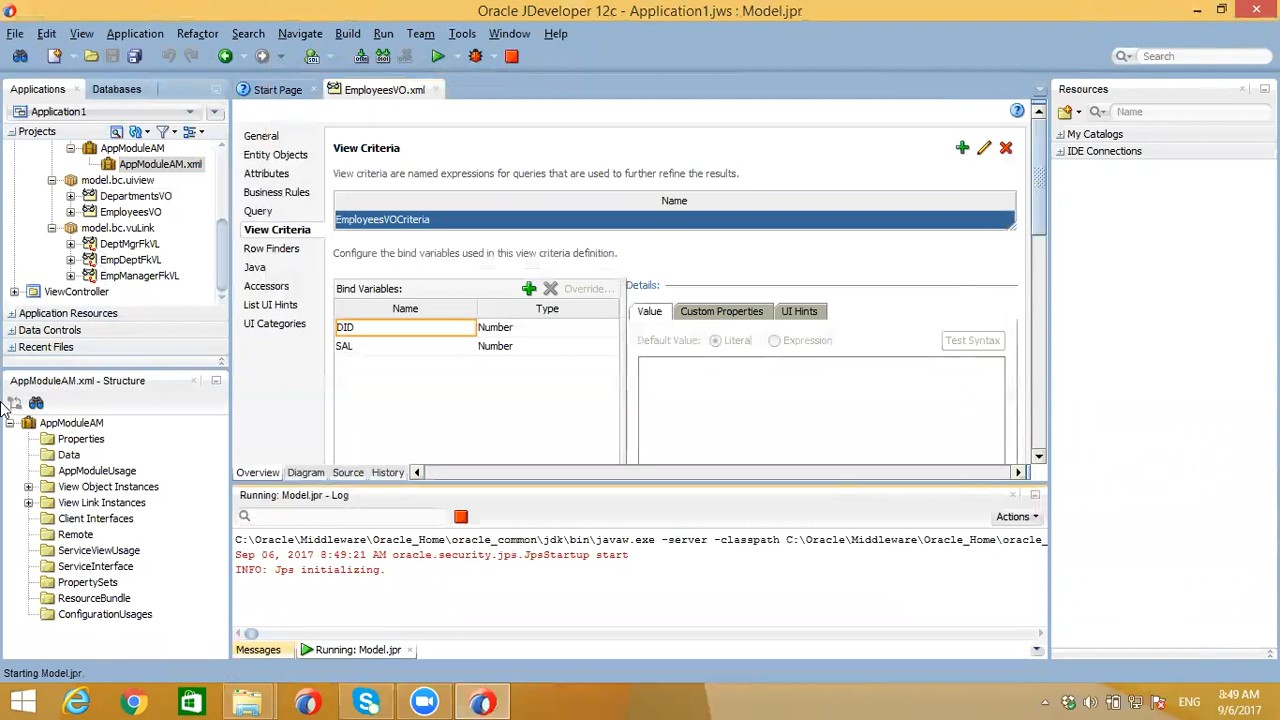 Oracle JDeveloper 12c - Application1.jws : Model.jpr
File Edit View Application Refactor Search Navigate Build Run Team Tools Window Help
Search
Applications Databases
Application1
Projects
AppModuleAM
AppModuleAM.xml
model.bc.uiview
DepartmentsVO
EmployeesVO
model.bc.vuLink
DeptMgrFkVL
EmpDeptFkVL
EmpManagerFkVL
ViewController
Application Resources
Data Controls
Recent Files
AppModuleAM.xml - Structure
AppModuleAM
Properties
Data
AppModuleUsage
View Object Instances
View Link Instances
Client Interfaces
Remote
ServiceViewUsage
ServiceInterface
PropertySets
ResourceBundle
ConfigurationUsages
Start Page EmployeesVO.xml
General
Entity Objects
Attributes
Business Rules
Query
View Criteria
Row Finders
Java
Accessors
List UI Hints
UI Categories
View Criteria
View criteria are named expressions for queries that are used to further refine the results.
Name
EmployeesVOCriteria
Configure the bind variables used in this view criteria definition.
Bind Variables: Override...
Name Type
DID Number
SAL Number
Details:
Value Custom Properties UI Hints
Default Value: Literal Expression Test Syntax
Overview Diagram Source History
Running: Model.jpr - Log
Actions
C:\Oracle\Middleware\Oracle_Home\oracle_common\jdk\bin\javaw.exe -server -classpath C:\Oracle\Middleware\Oracle_Home\oracle_
Sep 06, 2017 8:49:21 AM oracle.security.jps.JpsStartup start
INFO: Jps initializing.
Messages Running: Model.jpr
Resources
Name
My Catalogs
IDE Connections
Starting Model.jpr
ENG
8:49 AM
9/6/2017